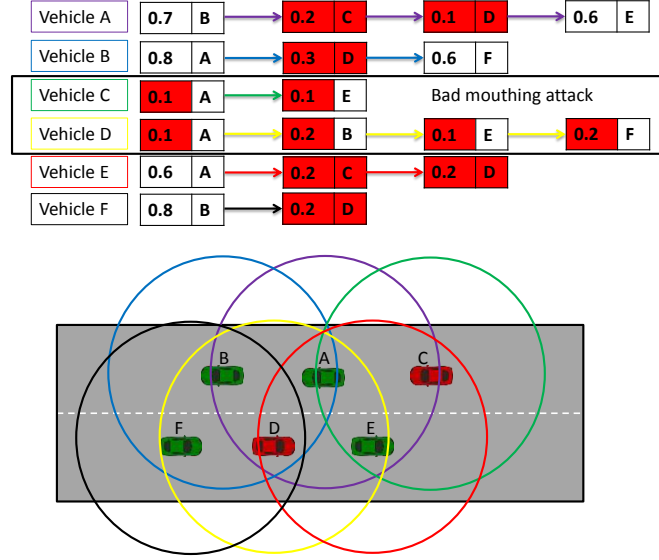 Vehicle A 0.7 B 0.2 C 0.1 D 0.6 E
Vehicle B 0.8 A 0.3 D 0.6 F
Vehicle C 0.1 A 0.1 E Bad mouthing attack
Vehicle D 0.1 A 0.2 B 0.1 E 0.2 F
Vehicle E 0.6 A 0.2 C 0.2 D
Vehicle F 0.8 B 0.2 D
B A C
F D E